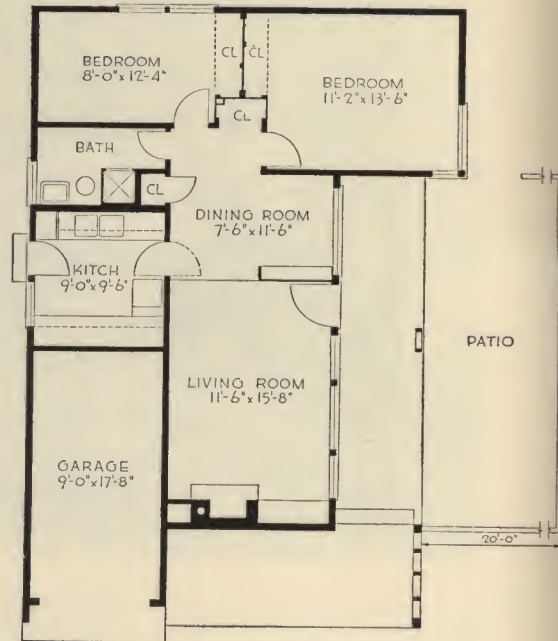 BEDROOM
8'-0" x 12'-4"
CL
CL
BEDROOM
11'-2" x 13'-6"
CL
BATH
CL
DINING ROOM
7'-6" x 11'-6"
KITCH
9'-0" x 9'-6"
PATIO
LIVING ROOM
11'-6" x 15'-8"
GARAGE
9'-0" x 17'-8"
20'-0"